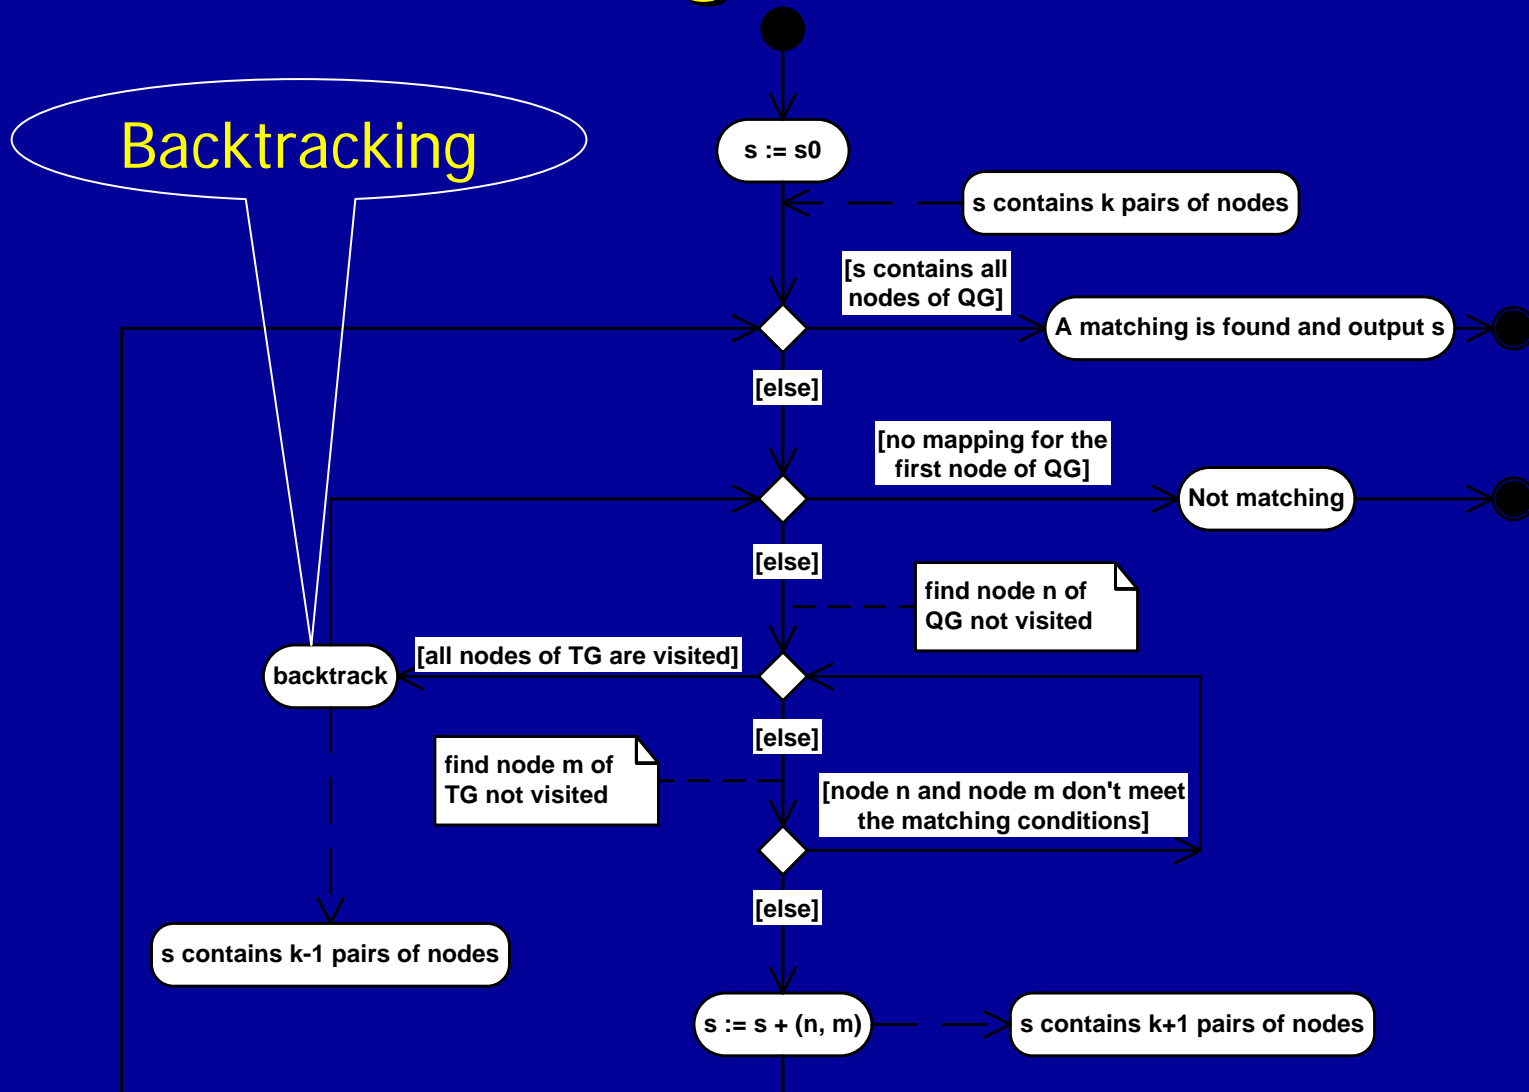 Backtracking
s := s0
s contains k pairs of nodes
[s contains all
nodes of QG]
A matching is found and output s
[else]
[no mapping for the
first node of QG]
Not matching
[else]
find node n of
QG not visited
[all nodes of TG are visited]
backtrack
[else]
find node m of
TG not visited
[node n and node m don't meet
the matching conditions]
[else]
s contains k-1 pairs of nodes
s := s + (n, m)
s contains k+1 pairs of nodes